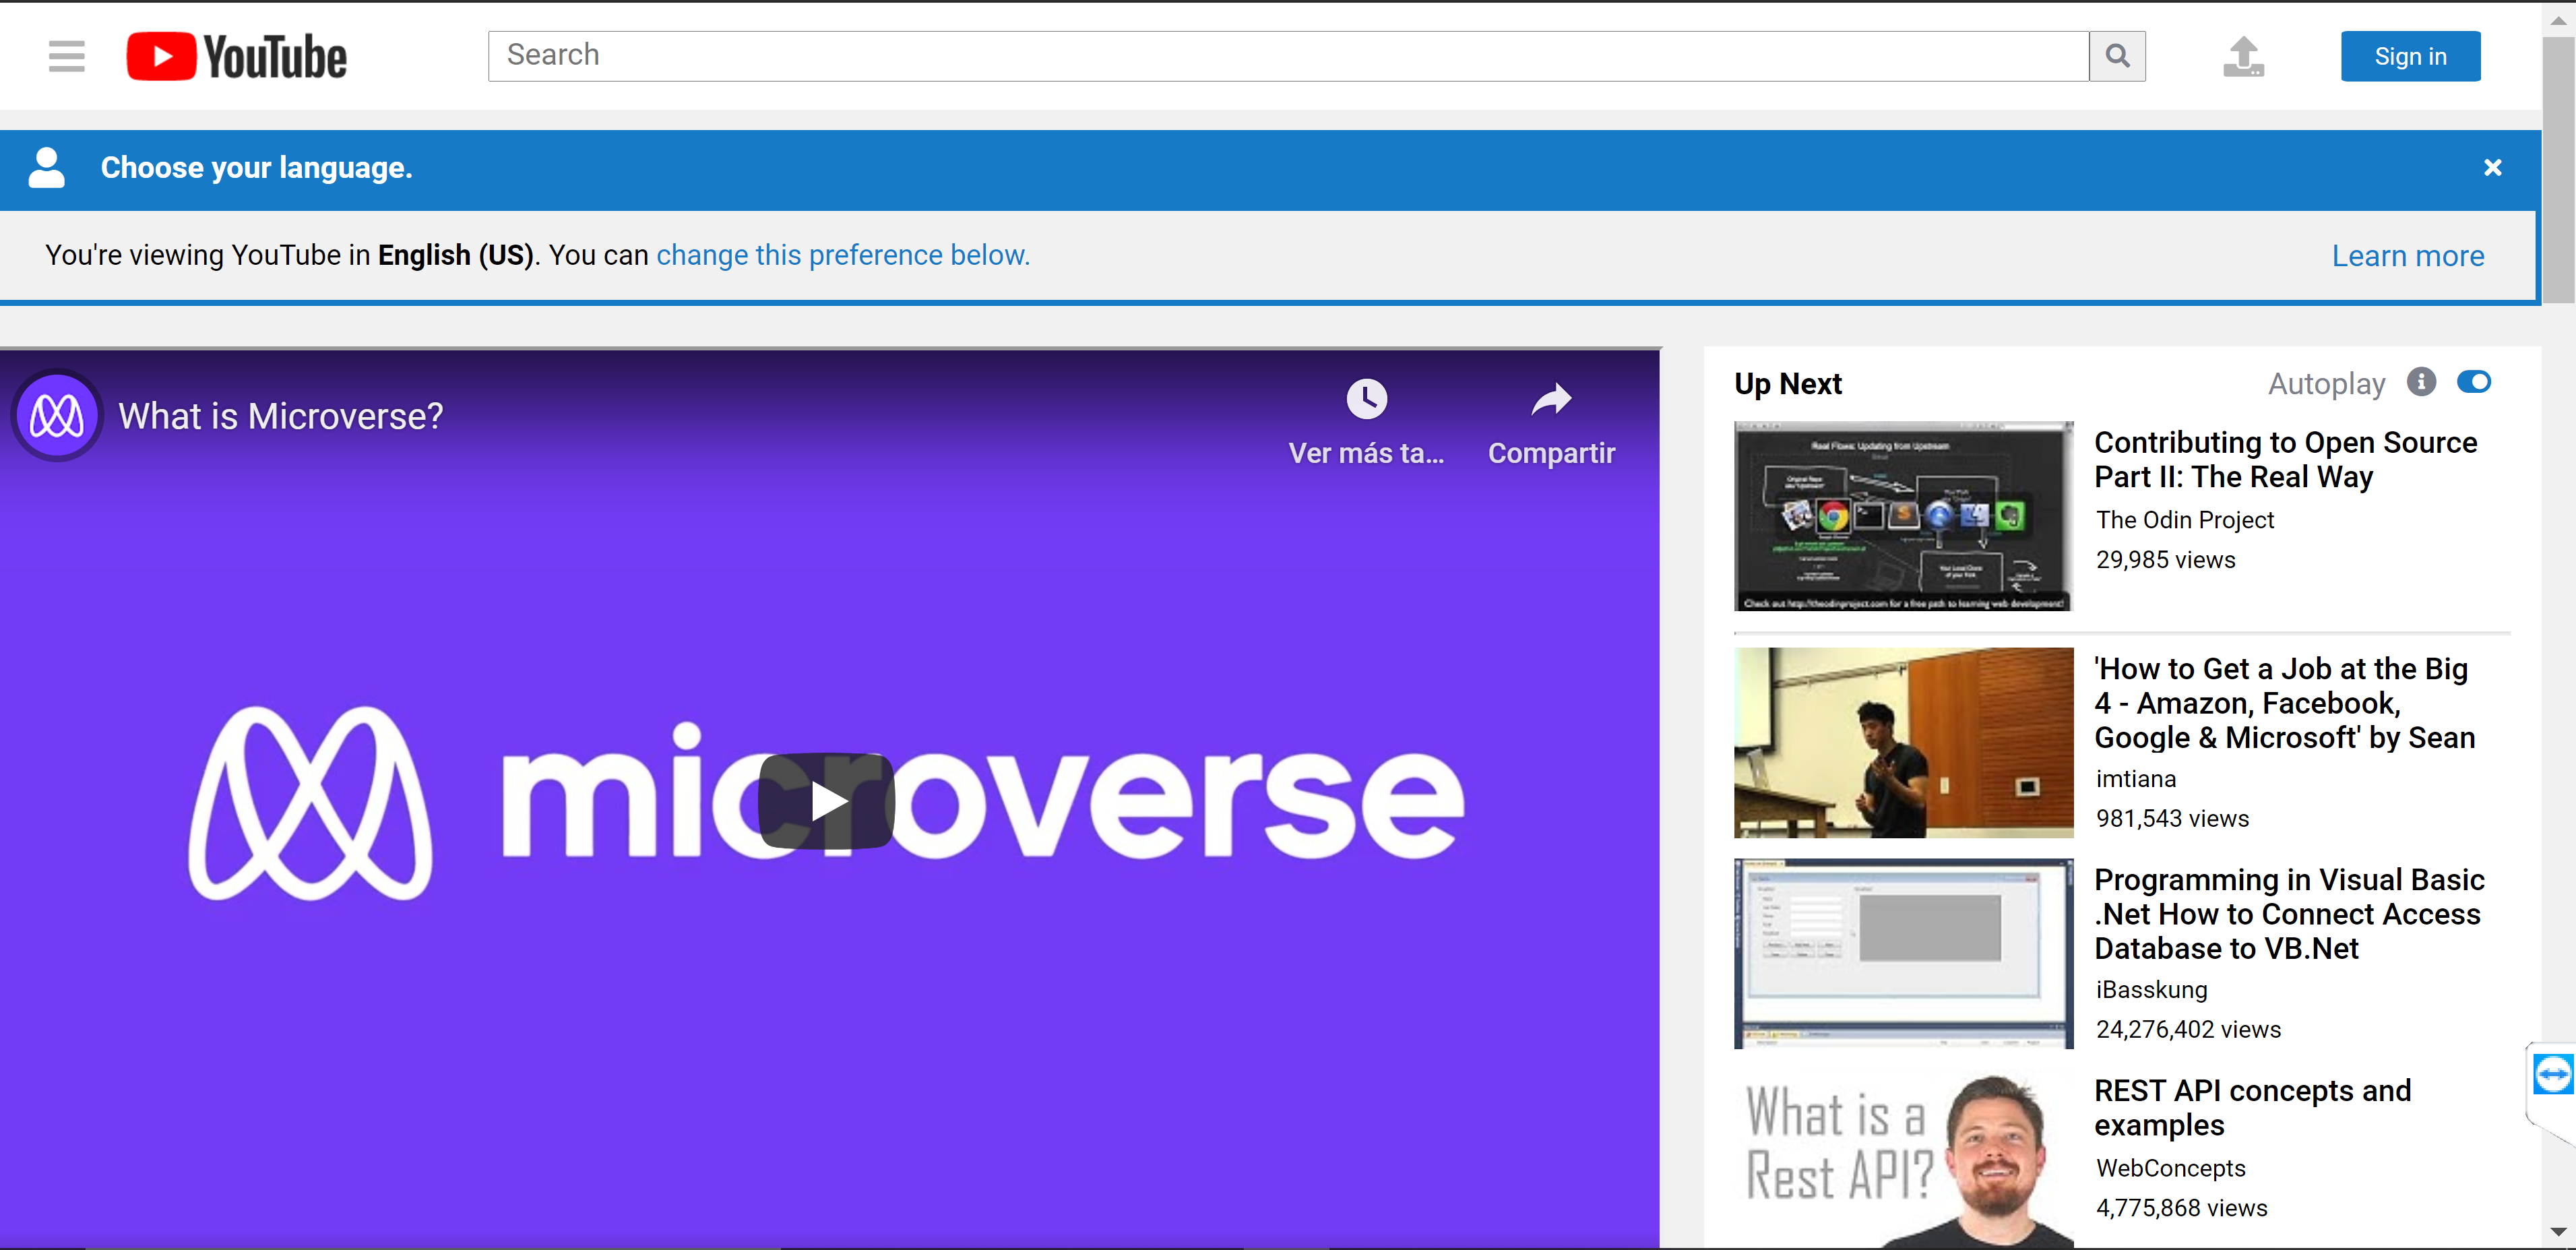 YouTube
Search
Sign in
Choose your language.
You're viewing YouTube in English (US). You can change this preference below.
Learn more
What is Microverse?
Ver más ta...
Compartir
microverse
Up Next
Autoplay
Real Flows: Updating from Upstream
Check out http://theodinproject.com for a free path to learning web development!
Contributing to Open Source
Part II: The Real Way
The Odin Project
29,985 views
'How to Get a Job at the Big
4 - Amazon, Facebook,
Google & Microsoft' by Sean
imtiana
981,543 views
Programming in Visual Basic
.Net How to Connect Access
Database to VB.Net
iBasskung
24,276,402 views
What is a
Rest API?
REST API concepts and
examples
WebConcepts
4,775,868 views